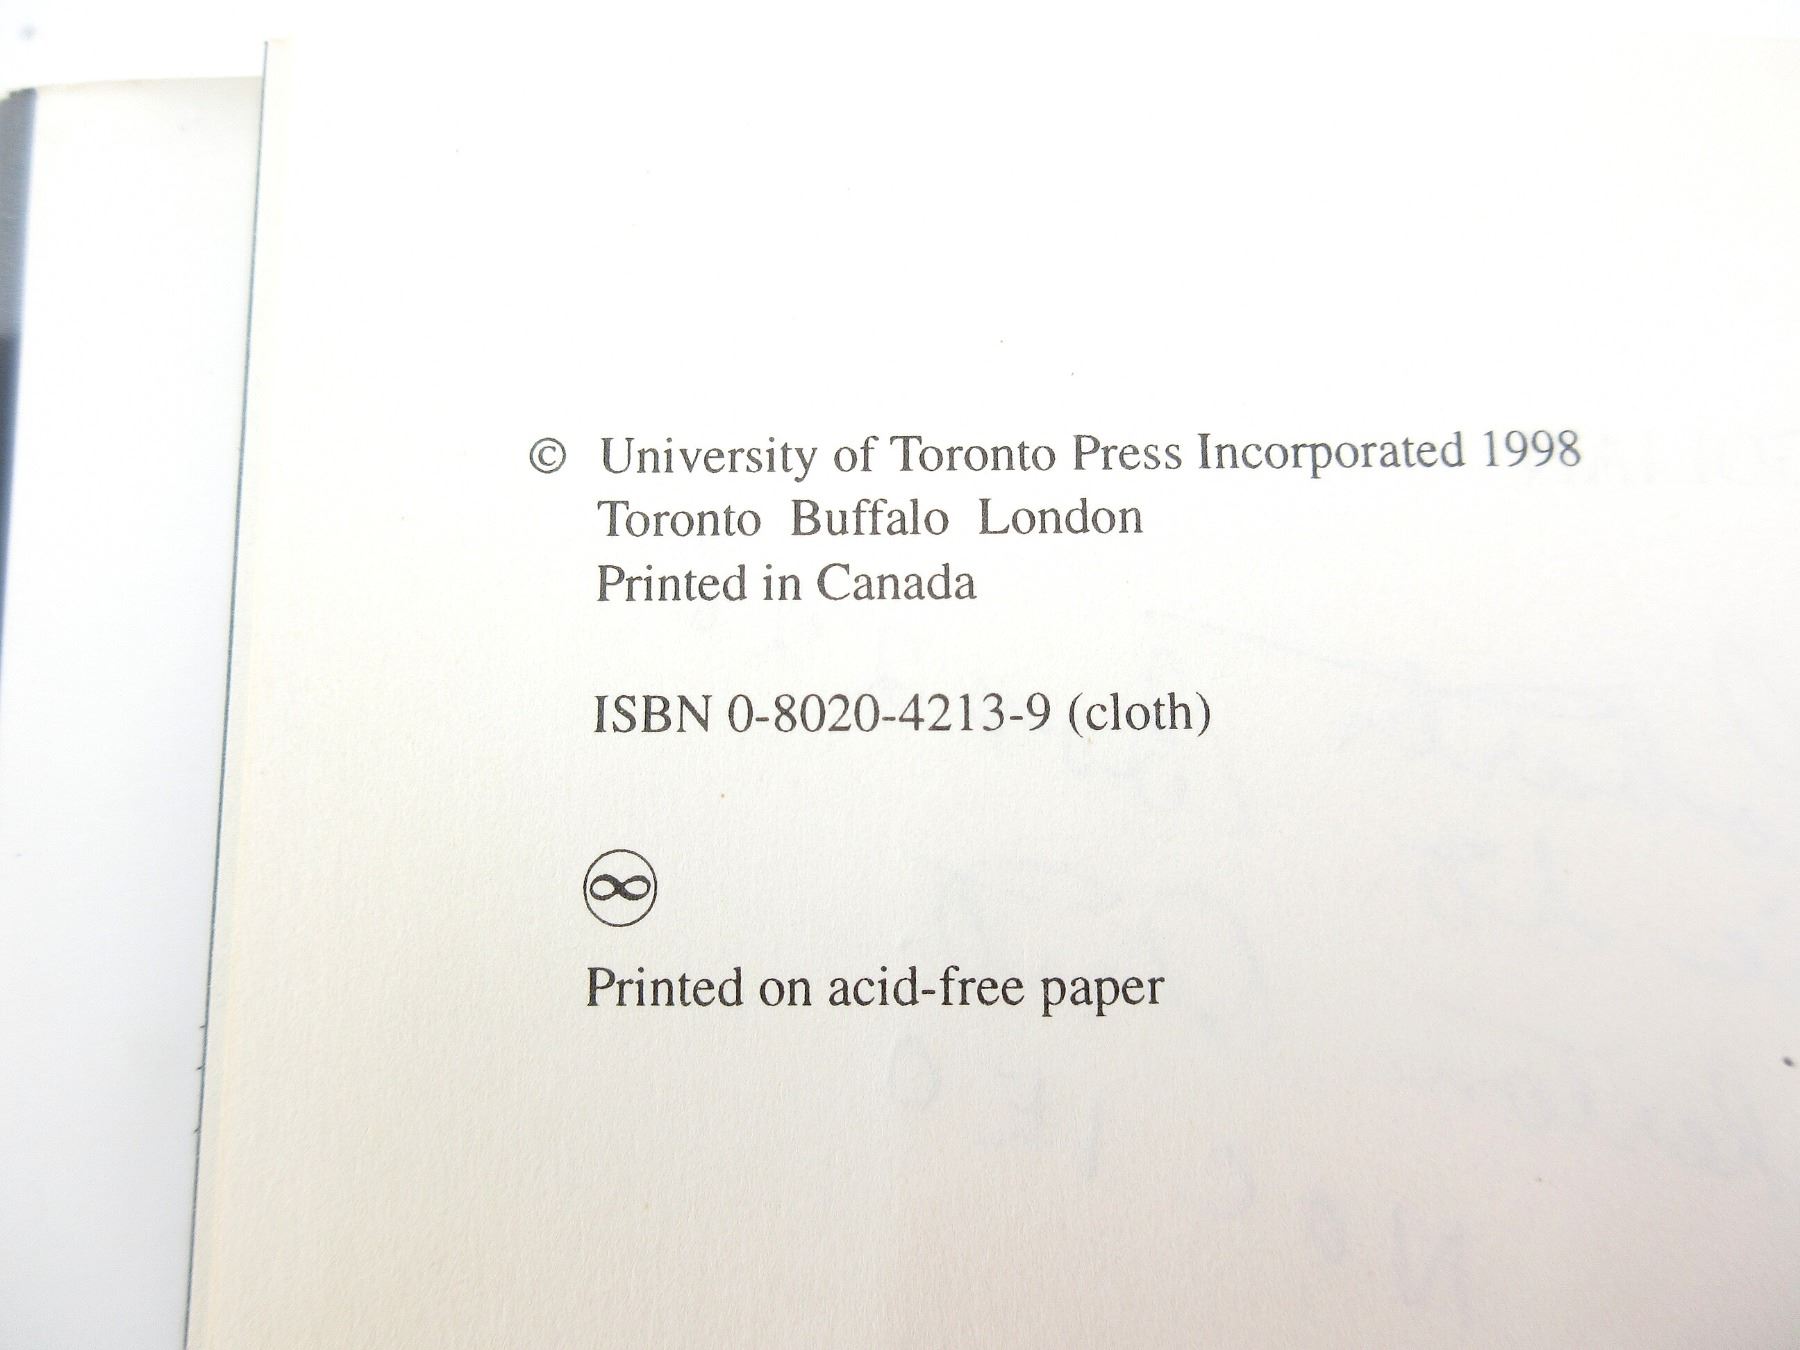 © University of Toronto Press Incorporated 1998
Toronto Buffalo London
Printed in Canada
ISBN 0-8020-4213-9 (cloth)
Printed on acid-free paper